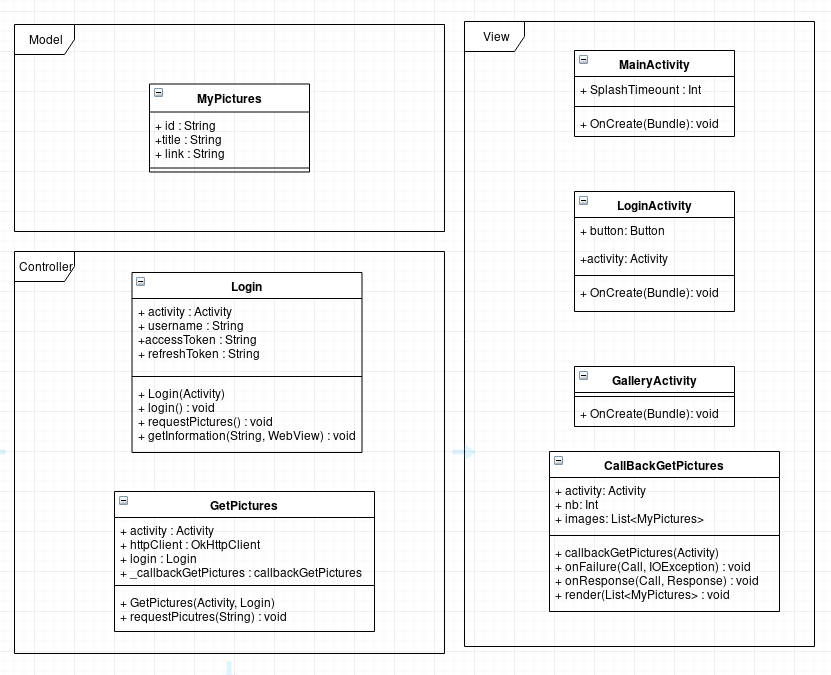 Model
MyPictures
+ id : String
+title : String
+ link : String
Controller
Login
+ activity : Activity
+ username : String
+accessToken : String
+ refreshToken : String
+ Login(Activity)
+ login() : void
+ requestPictures() : void
+ getInformation(String, WebView) : void
GetPictures
+ activity : Activity
+ httpClient : OkHttpClient
+ login : Login
+ _callbackGetPictures : callbackGetPictures
+ GetPictures(Activity, Login)
+ requestPicutres(String) : void
View
MainActivity
+ SplashTimeount : Int
+ OnCreate(Bundle): void
LoginActivity
+ button: Button
+activity: Activity
+ OnCreate(Bundle): void
GalleryActivity
+ OnCreate(Bundle): void
CallBackGetPictures
+ activity: Activity
+ nb: Int
+ images: List<MyPictures>
+ callbackGetPictures(Activity)
+ onFailure(Call, IOException) : void
+ onResponse(Call, Response) : void
+ render(List<MyPictures> : void